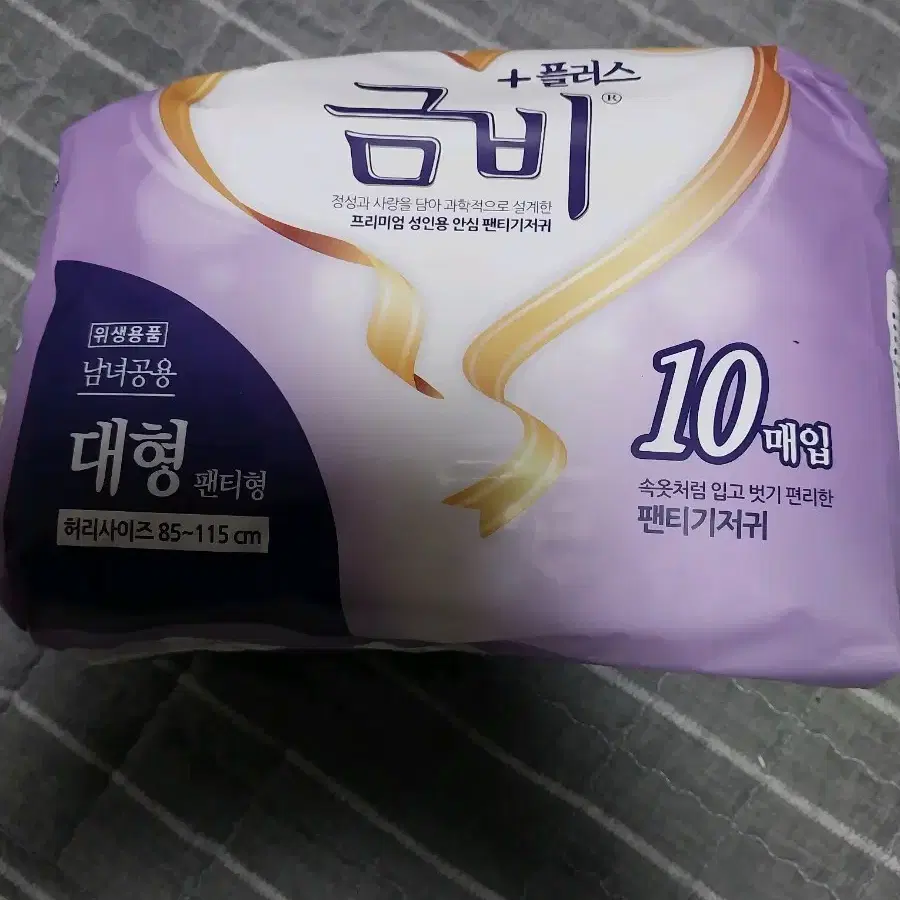 +플러스
금비®
정성과 사랑을 담아 과학적으로 설계한
프리미엄 성인용 안심 팬티기저귀
위생용품
남녀공용
대형 팬티형
허리사이즈 85~115 cm
10매입
속옷처럼 입고 벗기 편리한
팬티기저귀